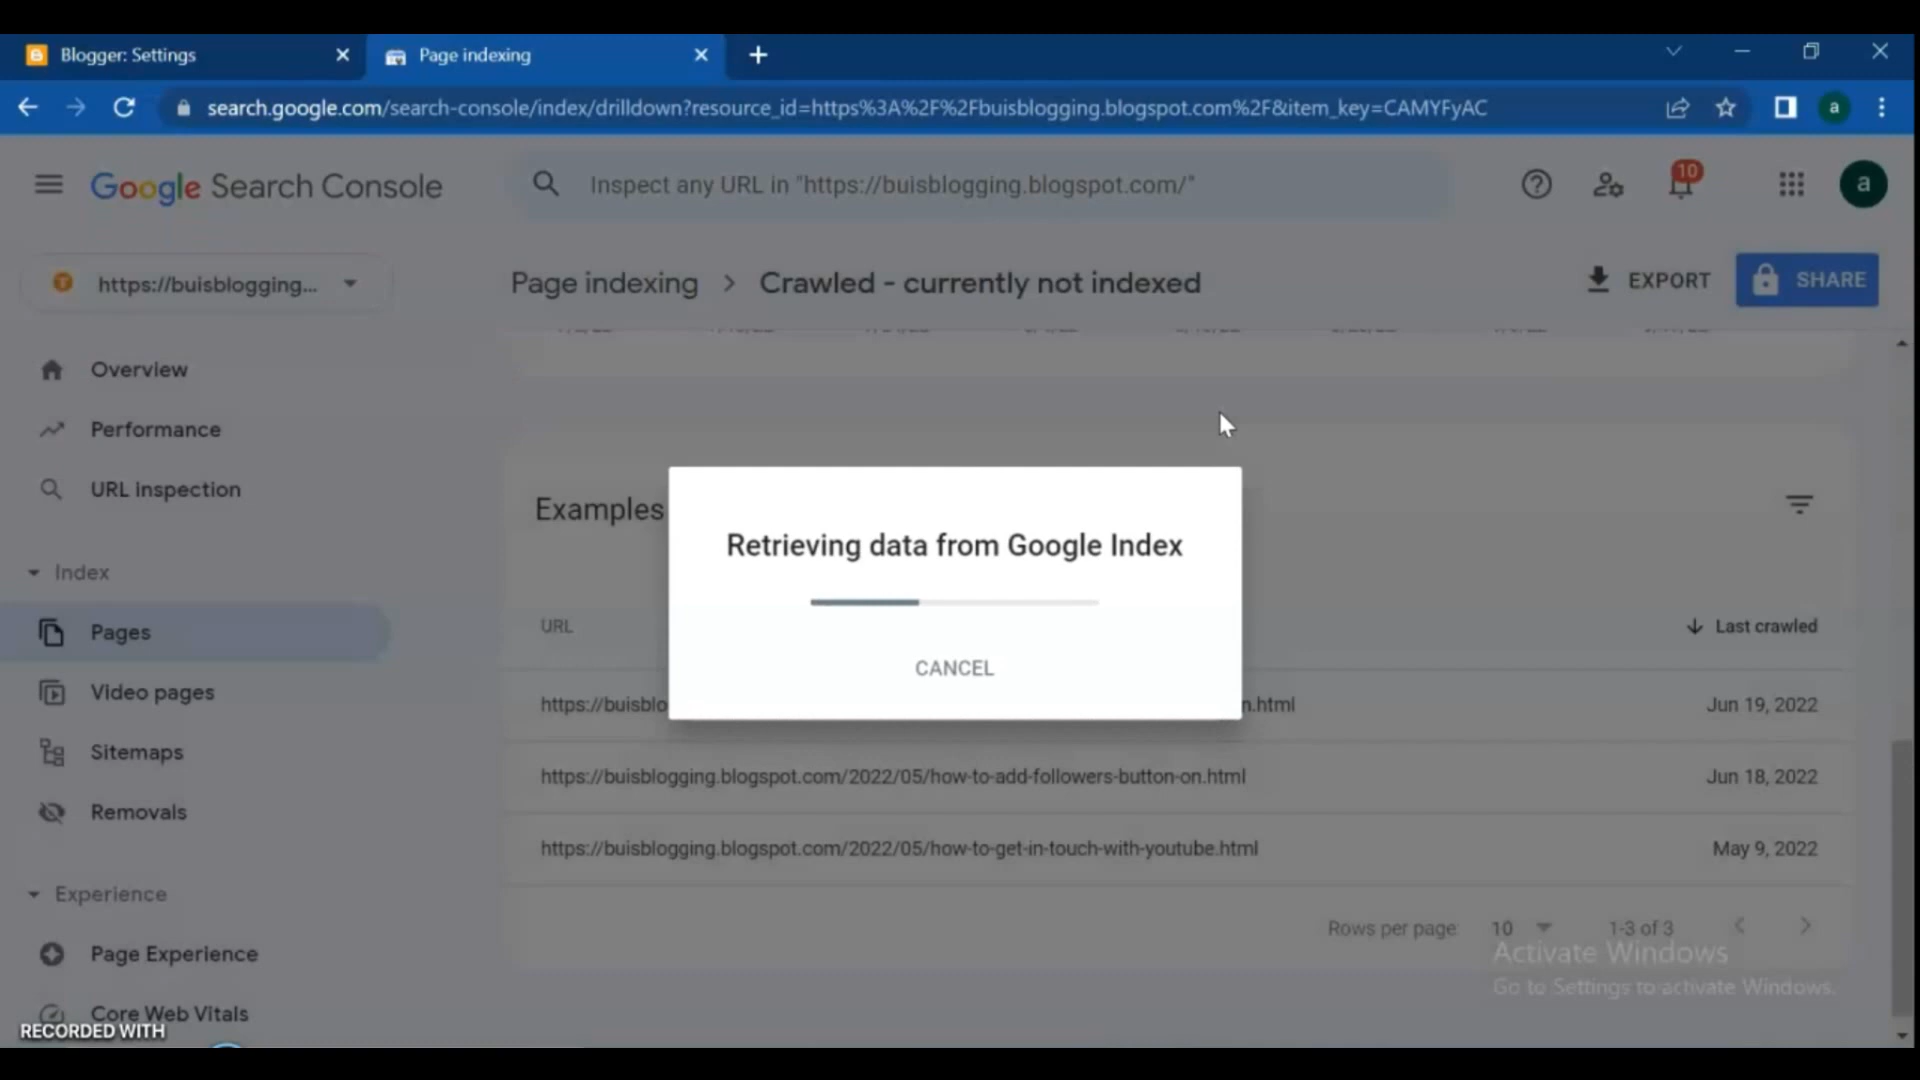 Blogger: Settings
Page indexing
search.google.com/search-console/index/drilldown?resource_id=https%3A%2F%2Fbuisblogging.blogspot.com%2F&item_key=CAMYFyAC
a
Google Search Console
Inspect any URL in "https://buisblogging.blogspot.com/"
10
a
https://buisblogging...
Page indexing > Crawled - currently not indexed
EXPORT
SHARE
Overview
Performance
URL inspection
Index
Pages
Video pages
Sitemaps
Removals
Experience
Page Experience
Core Web Vitals
Examples
Retrieving data from Google Index
CANCEL
URL
Last crawled
https://buisblo
n.html
Jun 19, 2022
https://buisblogging.blogspot.com/2022/05/how-to-add-followers-button-on.html
Jun 18, 2022
https://buisblogging.blogspot.com/2022/05/how-to-get-in-touch-with-youtube.html
May 9, 2022
Rows per page: 10 1-3 of 3
Activate Windows
Go to Settings to activate Windows.
RECORDED WITH